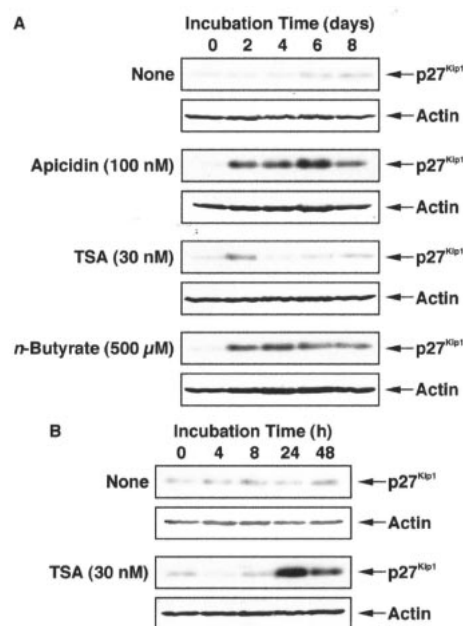 A
Incubation Time (days)
0 2 4 6 8
None p27Kip1
Actin
Apicidin (100 nM) p27Kip1
Actin
TSA (30 nM) p27Kip1
Actin
n-Butyrate (500 µM) p27Kip1
Actin
B
Incubation Time (h)
0 4 8 24 48
None p27Kip1
Actin
TSA (30 nM) p27Kip1
Actin